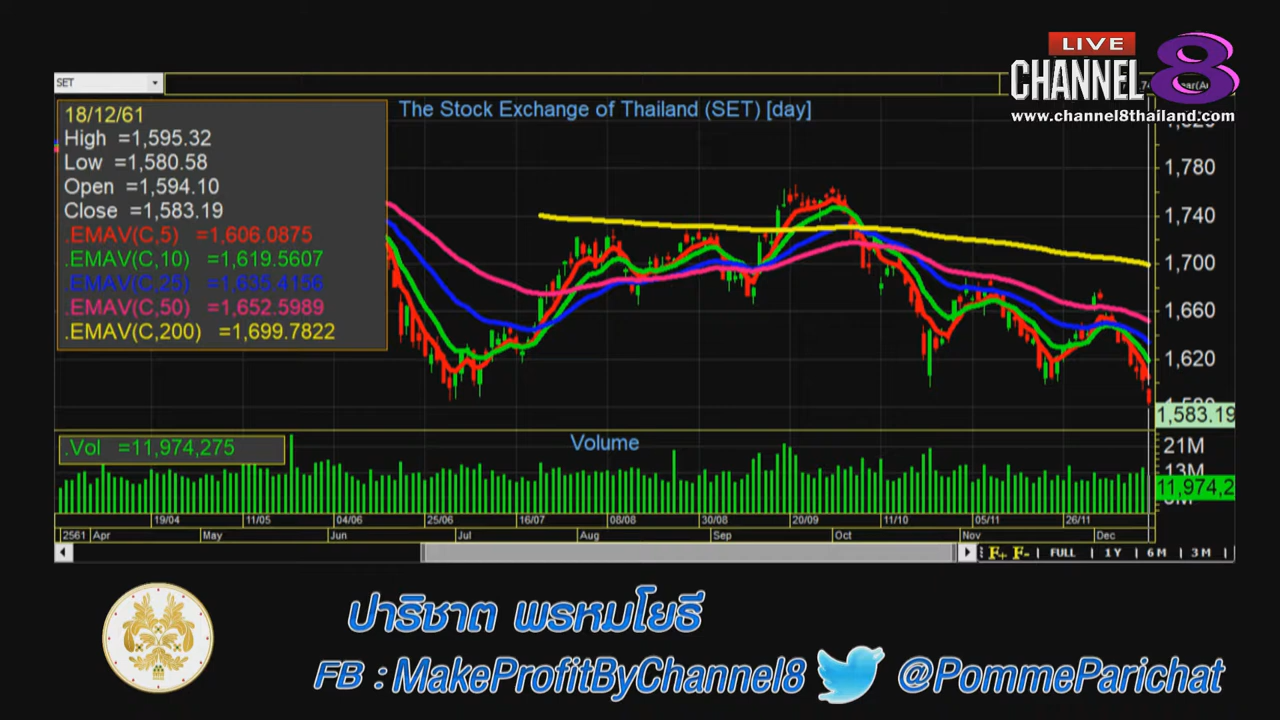 LIVE
CHANNEL 8
www.channel8thailand.com
SET
The Stock Exchange of Thailand (SET) [day]
18/12/61
High =1,595.32
Low =1,580.58
Open =1,594.10
Close =1,583.19
.EMAV(C,5) =1,606.0875
.EMAV(C,10) =1,619.5607
.EMAV(C,25) =1,635.4156
.EMAV(C,50) =1,652.5989
.EMAV(C,200) =1,699.7822
1,780
1,740
1,700
1,660
1,620
1,583.19
.Vol =11,974,275
Volume
21M
13M
11,974,2
19/04 11/05 04/06 25/06 16/07 08/08 30/08 20/09 11/10 05/11 26/11
2561 Apr May Jun Jul Aug Sep Oct Nov Dec
F+ F- FULL 1Y 6M 3M
ปาริชาต พรหมโยธี
FB : MakeProfitByChannel8 @PommeParichat